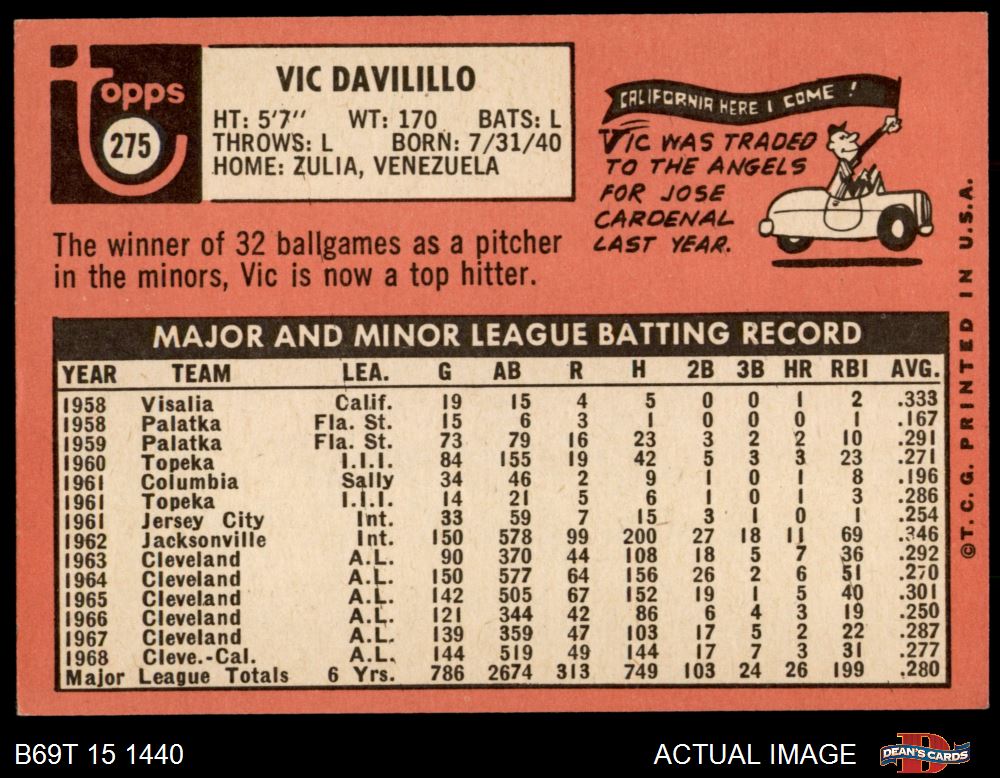 topps
275
VIC DAVILILLO
HT: 5'7" WT: 170 BATS: L
THROWS: L BORN: 7/31/40
HOME: ZULIA, VENEZUELA
CALIFORNIA HERE I COME !
VIC WAS TRADED
TO THE ANGELS
FOR JOSE
CARDENAL
LAST YEAR.
The winner of 32 ballgames as a pitcher
in the minors, Vic is now a top hitter.
MAJOR AND MINOR LEAGUE BATTING RECORD
YEAR TEAM LEA. G AB R H 2B 3B HR RBI AVG.
1958 Visalia Calif. 19 15 4 5 0 0 1 2 .333
1958 Palatka Fla. St. 15 6 3 1 0 0 0 1 .167
1959 Palatka Fla. St. 73 79 16 23 3 2 2 10 .291
1960 Topeka I.I.I. 84 155 19 42 5 3 3 23 .271
1961 Columbia Sally 34 46 2 9 1 0 1 8 .196
1961 Topeka I.I.I. 14 21 5 6 1 0 1 3 .286
1961 Jersey City Int. 33 59 7 15 3 1 0 1 .254
1962 Jacksonville Int. 150 578 99 200 27 18 11 69 .346
1963 Cleveland A.L. 90 370 44 108 18 5 7 36 .292
1964 Cleveland A.L. 150 577 64 156 26 2 6 51 .270
1965 Cleveland A.L. 142 505 67 152 19 1 5 40 .301
1966 Cleveland A.L. 121 344 42 86 6 4 3 19 .250
1967 Cleveland A.L. 139 359 47 103 17 5 2 22 .287
1968 Cleve.-Cal. A.L. 144 519 49 144 17 7 3 31 .277
Major League Totals 6 Yrs. 786 2674 313 749 103 24 26 199 .280
©T.C.G. PRINTED IN U.S.A.
B69T 15 1440
ACTUAL IMAGE
D
DEAN'S CARDS